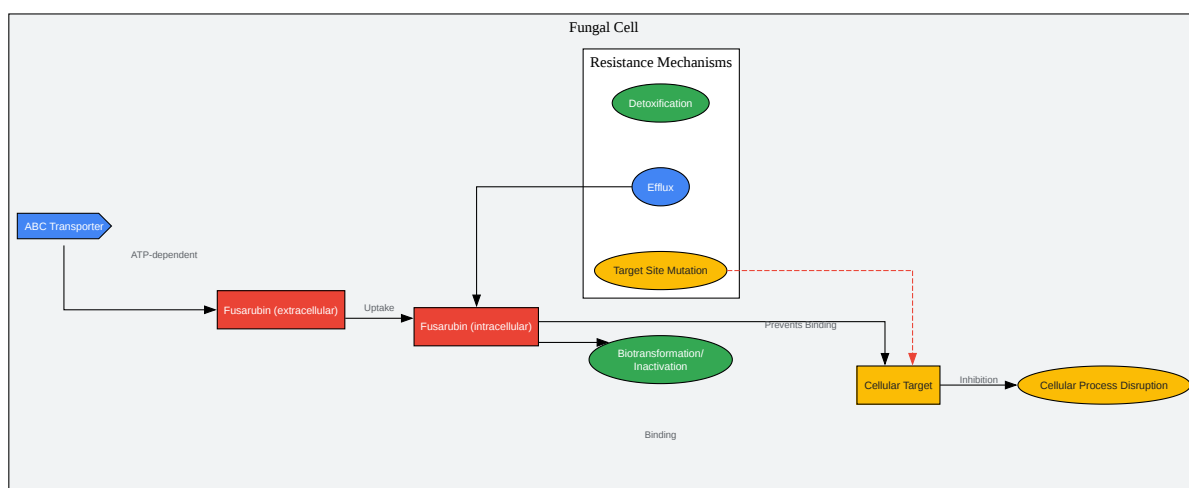 Fungal Cell
Resistance Mechanisms
Detoxification
Efflux
ABC Transporter
ATP-dependent
Target Site Mutation
Fusarubin (extracellular)
Uptake
Fusarubin (intracellular)
Prevents Binding
Biotransformation/
Inactivation
Cellular Target
Inhibition
Cellular Process Disruption
Binding